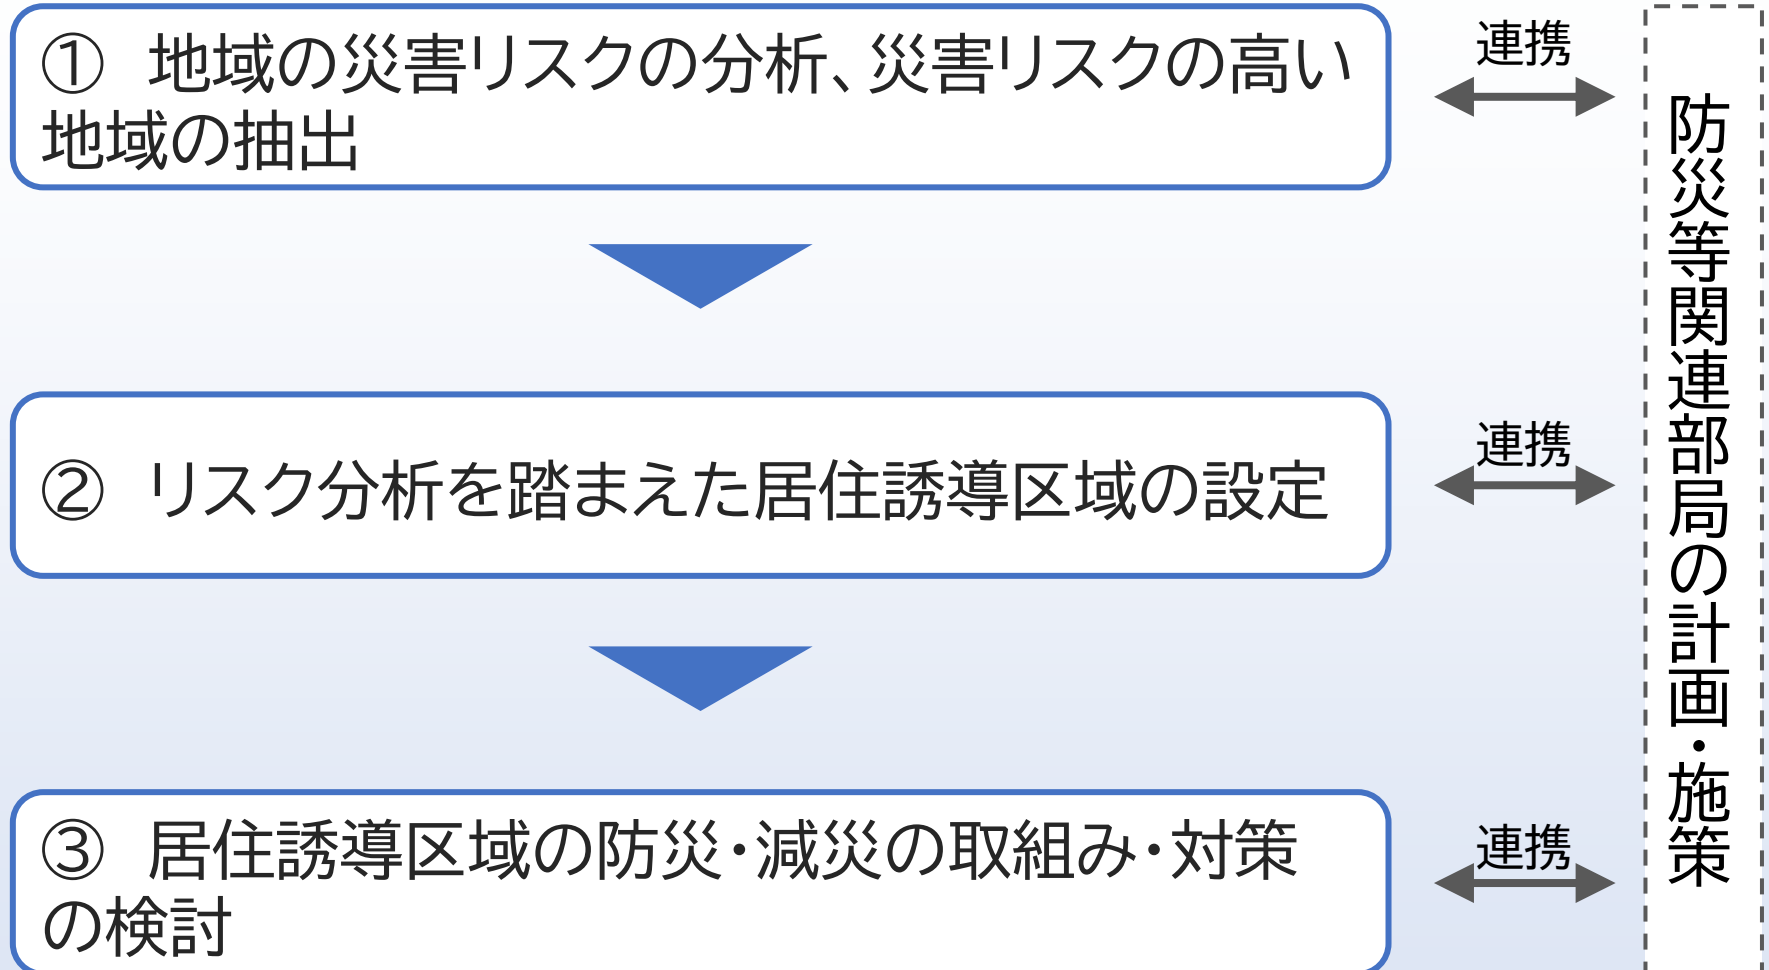 ① 地域の災害リスクの分析、災害リスクの高い
地域の抽出
連携
② リスク分析を踏まえた居住誘導区域の設定
連携
③ 居住誘導区域の防災・減災の取組み・対策
の検討
連携
防災等関連部局の計画・施策